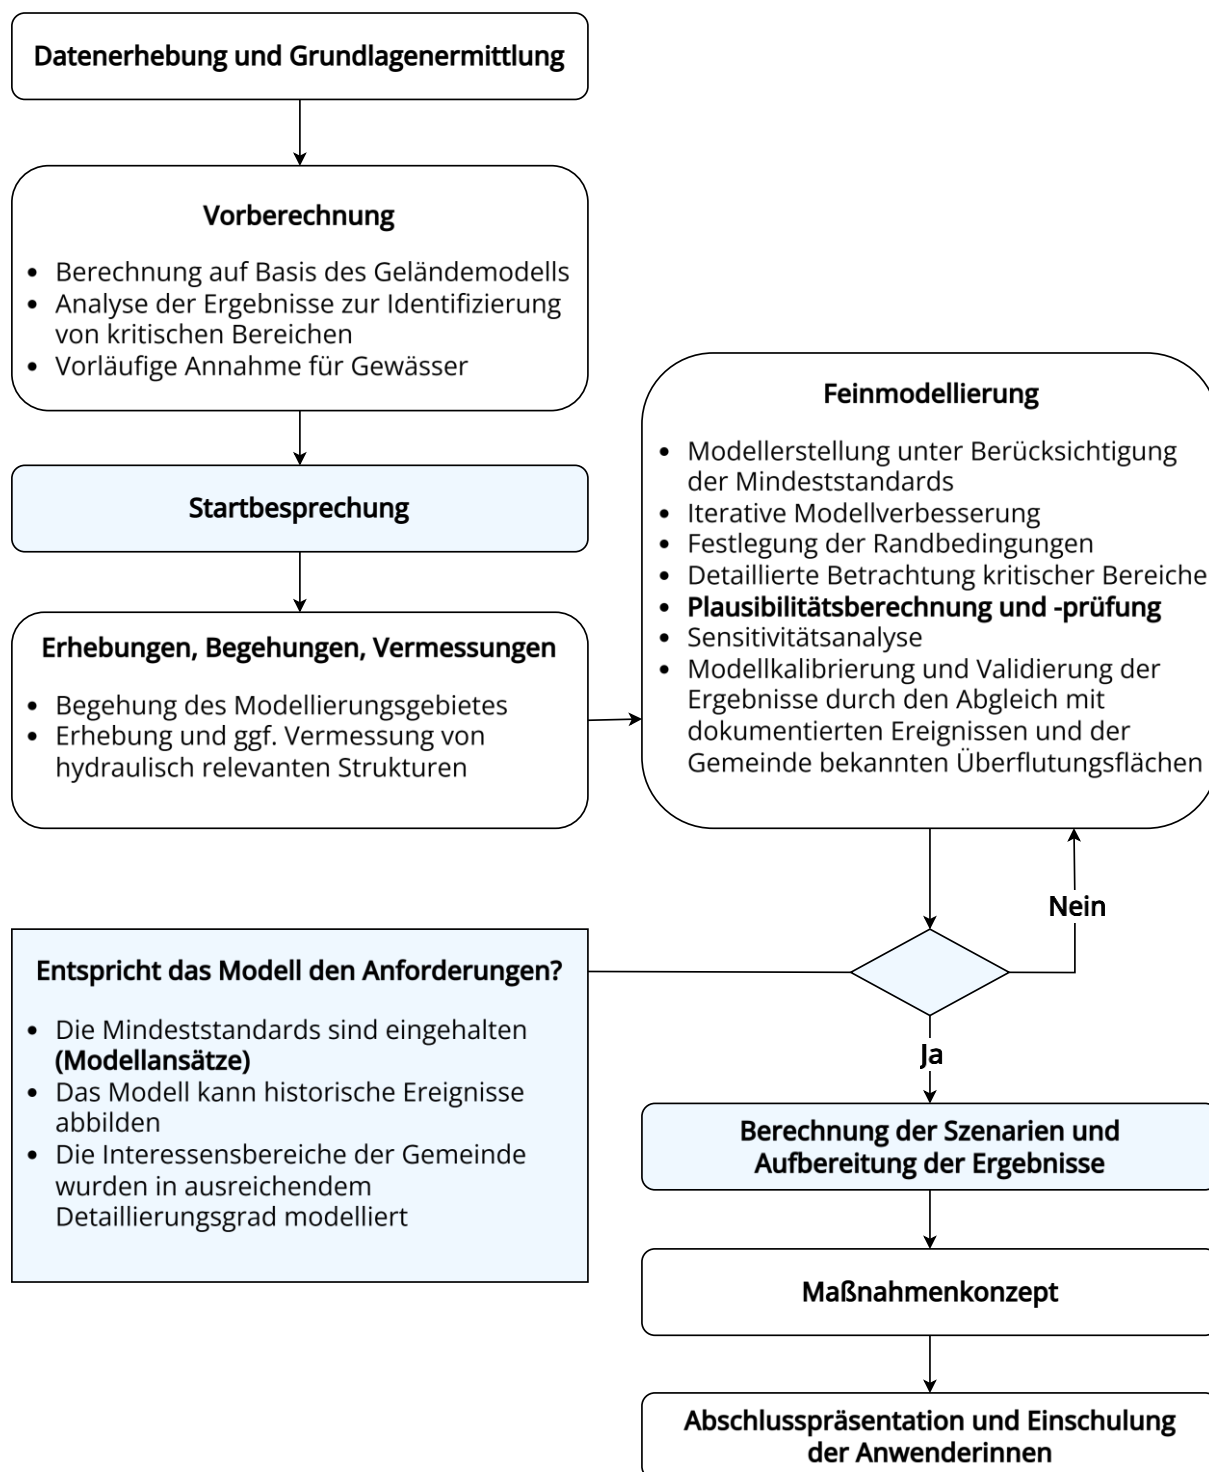 Datenerhebung und Grundlagenermittlung
Vorberechnung
• Berechnung auf Basis des Geländemodells
• Analyse der Ergebnisse zur Identifizierung
von kritischen Bereichen
• Vorläufige Annahme für Gewässer
Startbesprechung
Erhebungen, Begehungen, Vermessungen
• Begehung des Modellierungsgebietes
• Erhebung und ggf. Vermessung von
hydraulisch relevanten Strukturen
Feinmodellierung
• Modellerstellung unter Berücksichtigung
der Mindeststandards
• Iterative Modellverbesserung
• Festlegung der Randbedingungen
• Detaillierte Betrachtung kritischer Bereiche
• Plausibilitätsberechnung und -prüfung
• Sensitivitätsanalyse
• Modellkalibrierung und Validierung der
Ergebnisse durch den Abgleich mit
dokumentierten Ereignissen und der
Gemeinde bekannten Überflutungsflächen
Nein
Entspricht das Modell den Anforderungen?
• Die Mindeststandards sind eingehalten
(Modellansätze)
• Das Modell kann historische Ereignisse
abbilden
• Die Interessensbereiche der Gemeinde
wurden in ausreichendem
Detaillierungsgrad modelliert
Ja
Berechnung der Szenarien und
Aufbereitung der Ergebnisse
Maßnahmenkonzept
Abschlusspräsentation und Einschulung
der Anwenderinnen